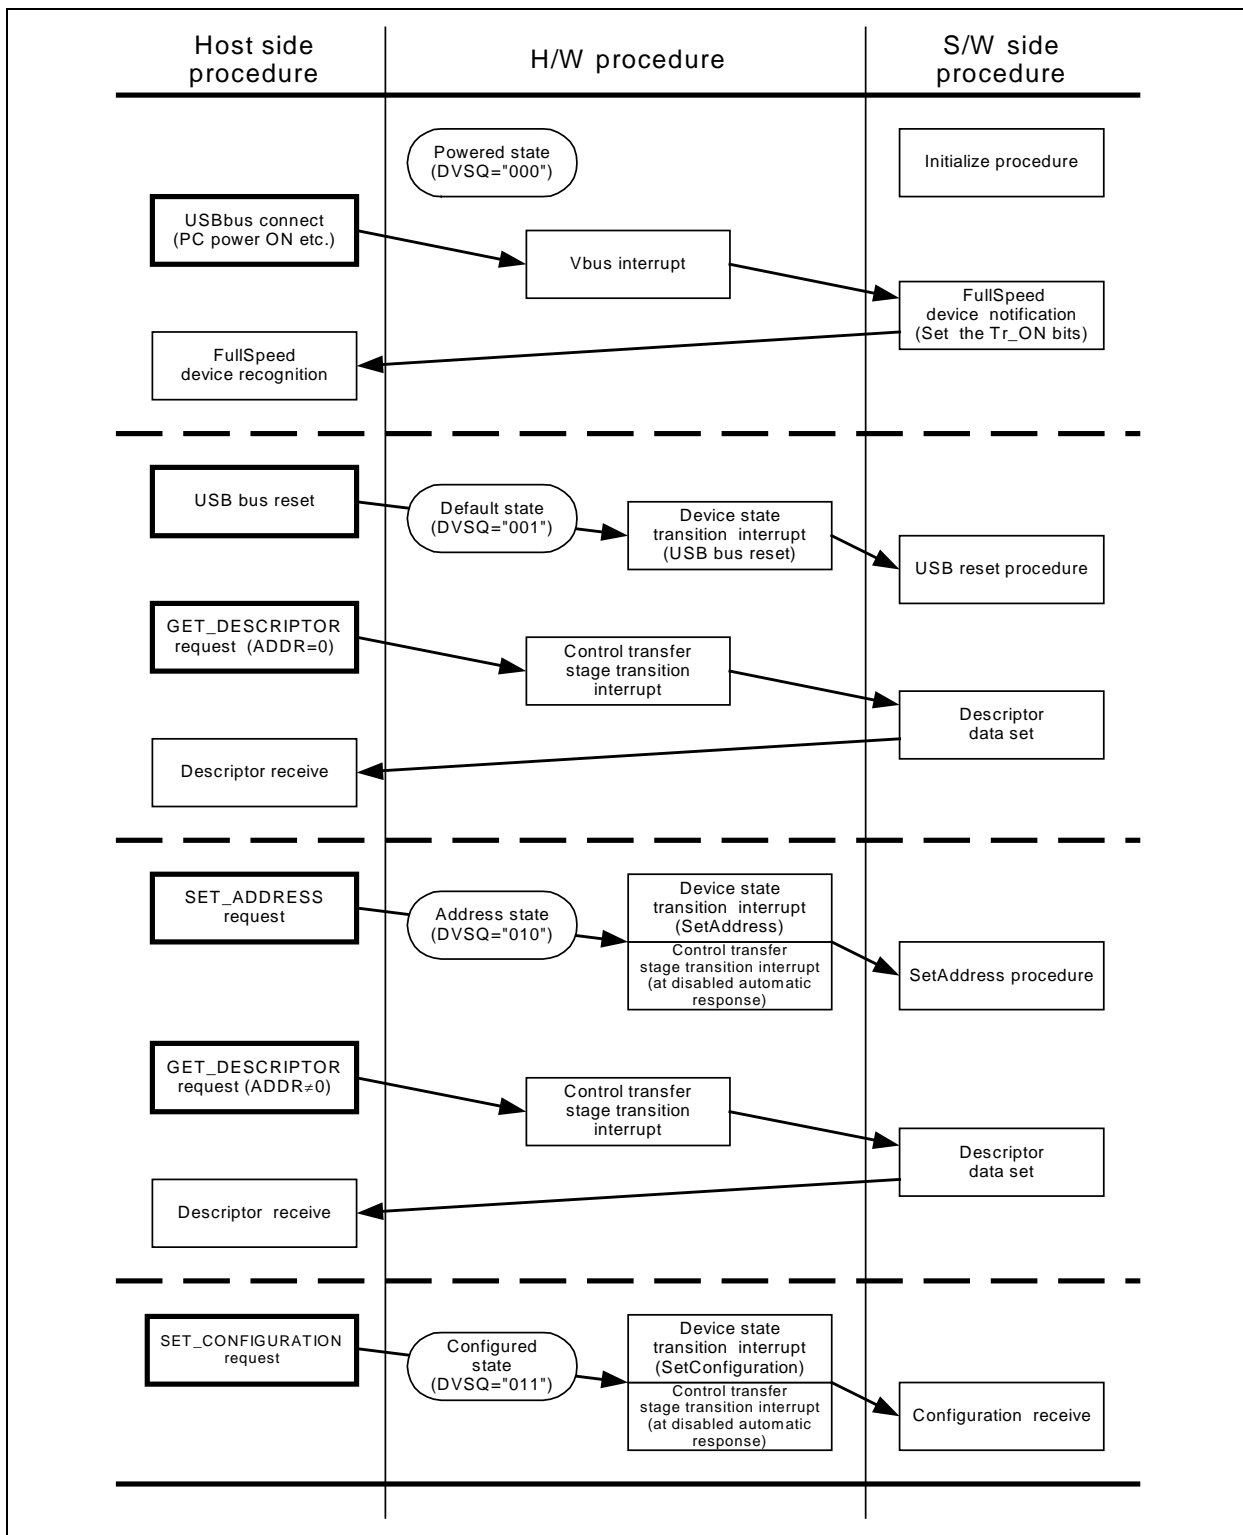 Host side
procedure
H/W procedure
S/W side
procedure
Powered state
(DVSQ="000")
Initialize procedure
USBbus connect
(PC power ON etc.)
Vbus interrupt
FullSpeed
device notification
(Set the Tr_ON bits)
FullSpeed
device recognition
USB bus reset
Default state
(DVSQ="001")
Device state
transition interrupt
(USB bus reset)
USB reset procedure
GET_DESCRIPTOR
request (ADDR=0)
Control transfer
stage transition
interrupt
Descriptor
data set
Descriptor receive
SET_ADDRESS
request
Address state
(DVSQ="010")
Device state
transition interrupt
(SetAddress)
Control transfer
stage transition interrupt
(at disabled automatic
response)
SetAddress procedure
GET_DESCRIPTOR
request (ADDR≠0)
Control transfer
stage transition
interrupt
Descriptor
data set
Descriptor receive
SET_CONFIGURATION
request
Configured
state
(DVSQ="011")
Device state
transition interrupt
(SetConfiguration)
Control transfer
stage transition interrupt
(at disabled automatic
response)
Configuration receive